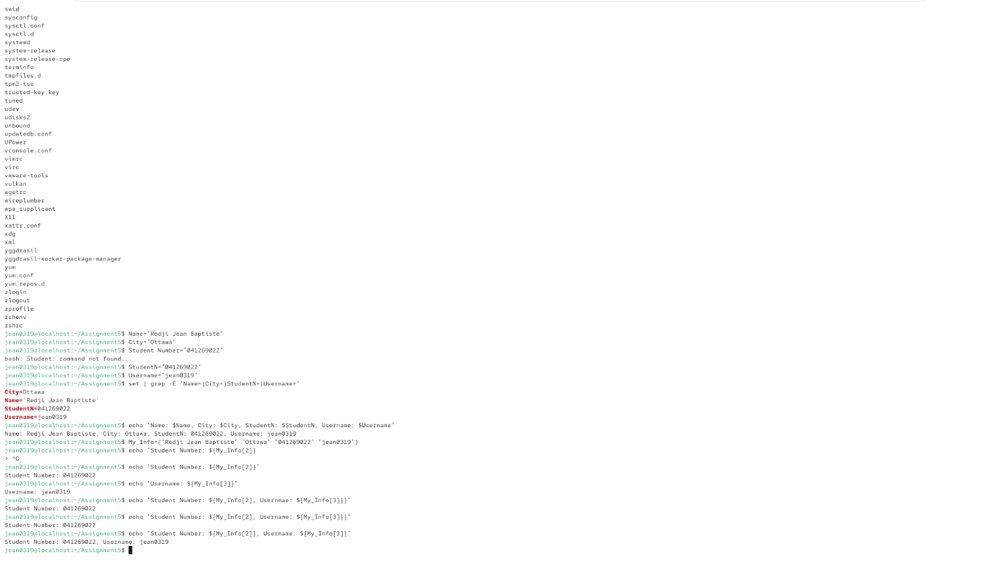 swid
sysconfig
sysctl.conf
sysctl.d
systemd
system-release
system-release-cpe
terminfo
tmpfiles.d
tpm2-tss
trusted-key.key
tuned
udev
udisks2
unbound
updatedb.conf
UPower
vconsole.conf
vimrc
virc
vmware-tools
vulkan
wgetrc
wireplumber
wpa_supplicant
X11
xattr.conf
xdg
xml
yggdrasil
yggdrasil-worker-package-manager
yum
yum.conf
yum.repos.d
zlogin
zlogout
zprofile
zshenv
zshrc
jean0319@localhost:~/Assignment5$ Name="Redji Jean Baptiste"
jean0319@localhost:~/Assignment5$ City="Ottawa"
jean0319@localhost:~/Assignment5$ Student Number="041269022"
bash: Student: command not found...
jean0319@localhost:~/Assignment5$ StudentN="041269022"
jean0319@localhost:~/Assignment5$ Username="jean0319"
jean0319@localhost:~/Assignment5$ set | grep -E "Name=|City=|StudentN=|Username="
City=Ottawa
Name='Redji Jean Baptiste'
StudentN=041269022
Username=jean0319
jean0319@localhost:~/Assignment5$ echo "Name: $Name, City: $City, StudentN: $StudentN, Username: $Username"
Name: Redji Jean Baptiste, City: Ottawa, StudentN: 041269022, Username: jean0319
jean0319@localhost:~/Assignment5$ My_Info=("Redji Jean Baptiste" "Ottawa" "041269022" "jean0319")
jean0319@localhost:~/Assignment5$ echo "Student Number: ${My_Info[2]}
> ^C
jean0319@localhost:~/Assignment5$ echo "Student Number: ${My_Info[2]}"
Student Number: 041269022
jean0319@localhost:~/Assignment5$ echo "Username: ${My_Info[3]}"
Username: jean0319
jean0319@localhost:~/Assignment5$ echo "Student Number: ${My_Info[2], Usernmae: ${My_Info[3]}}"
Student Number: 041269022
jean0319@localhost:~/Assignment5$ echo "Student Number: ${My_Info[2], Username: ${My_Info[3]}}"
Student Number: 041269022
jean0319@localhost:~/Assignment5$ echo "Student Number: ${My_Info[2]}, Username: ${My_Info[3]}"
Student Number: 041269022, Username: jean0319
jean0319@localhost:~/Assignment5$